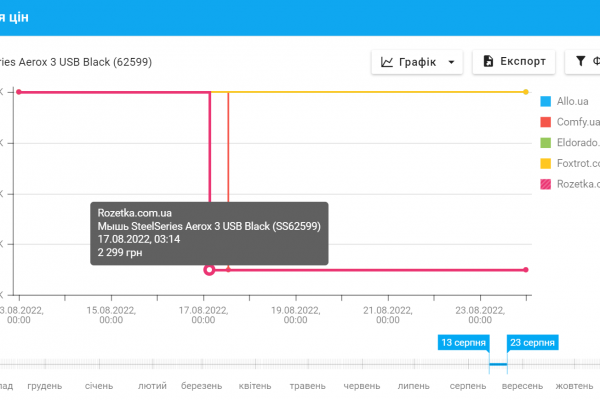 я цін
ries Aerox 3 USB Black (62599)
Графік
Експорт
Ф
Allo.ua
Comfy.ua
Eldorado.
Foxtrot.co
Rozetka.c
K
K
K
K
K
Rozetka.com.ua
Мышь SteelSeries Aerox 3 USB Black (SS62599)
17.08.2022, 03:14
2 299 грн
3.08.2022, 00:00
15.08.2022, 00:00
17.08.2022, 00:00
19.08.2022, 00:00
21.08.2022, 00:00
23.08.2022, 00:00
13 серпня
23 серпня
пад грудень січень лютий березень квітень травень червень липень серпень вересень жовтень